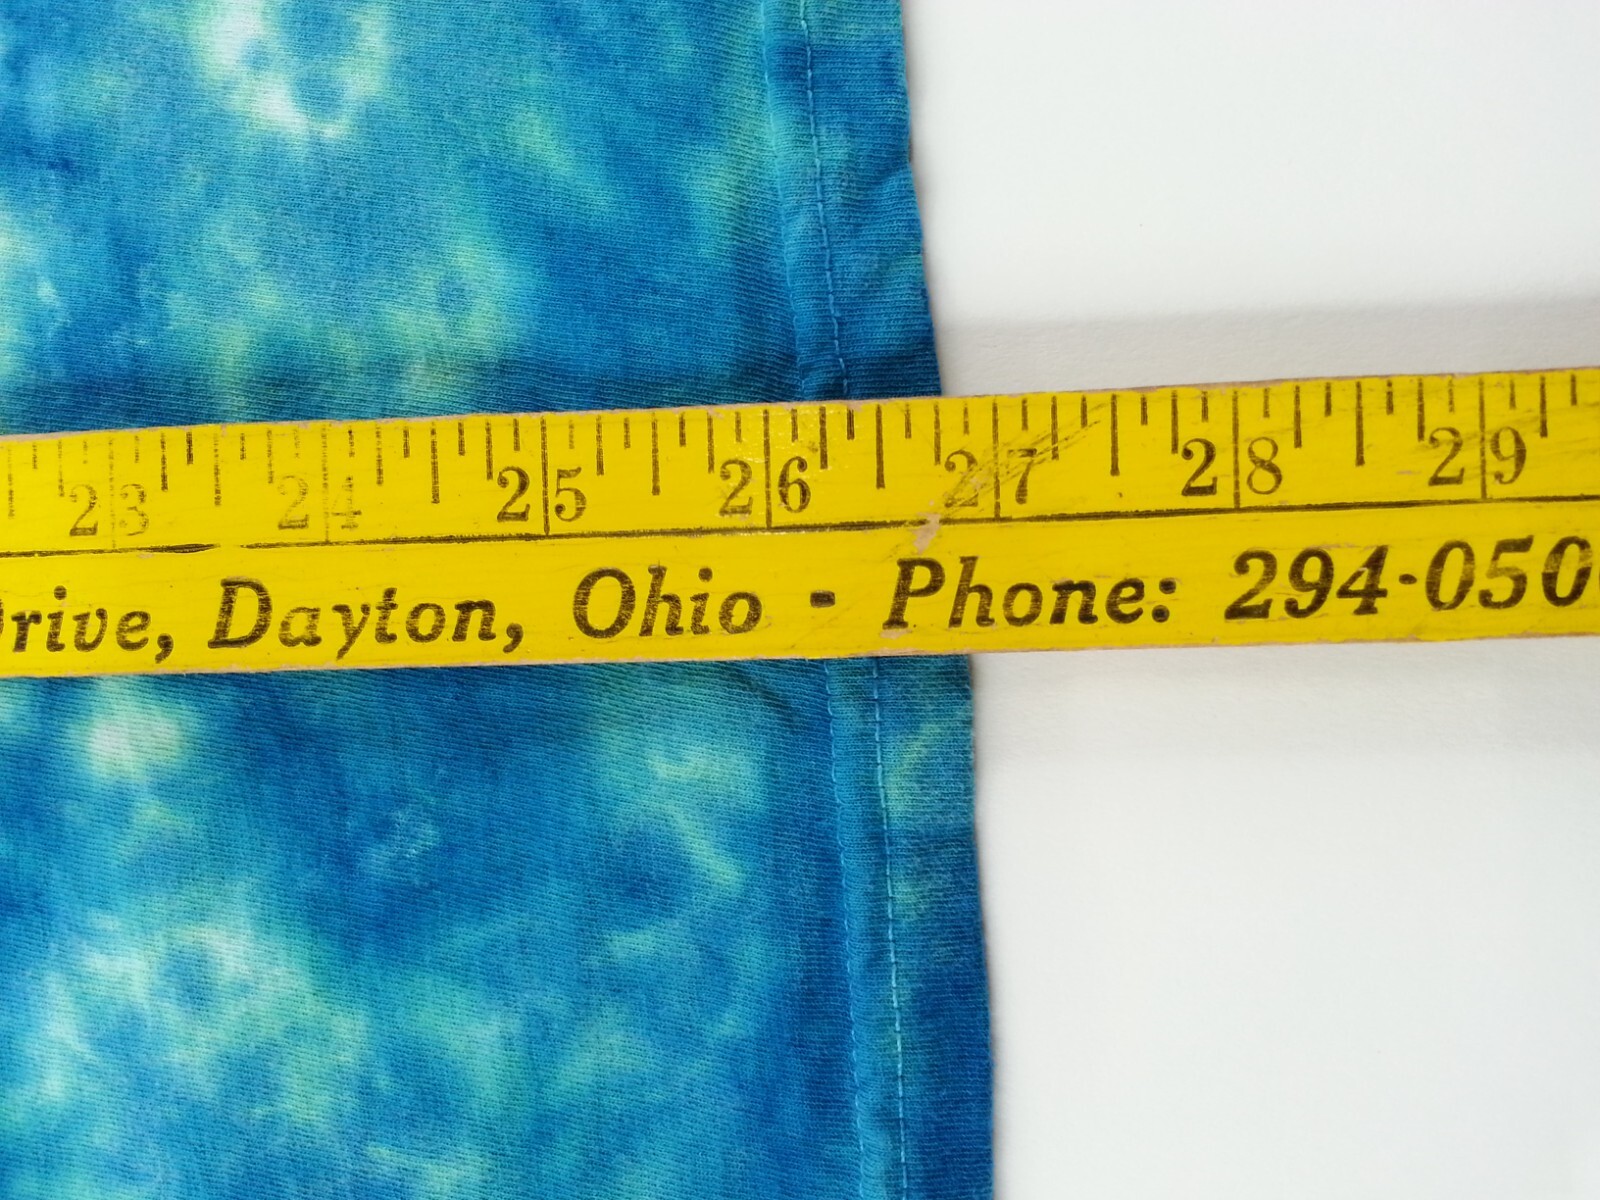 23 24 25 26 27 28 29
Drive, Dayton, Ohio - Phone: 294-050